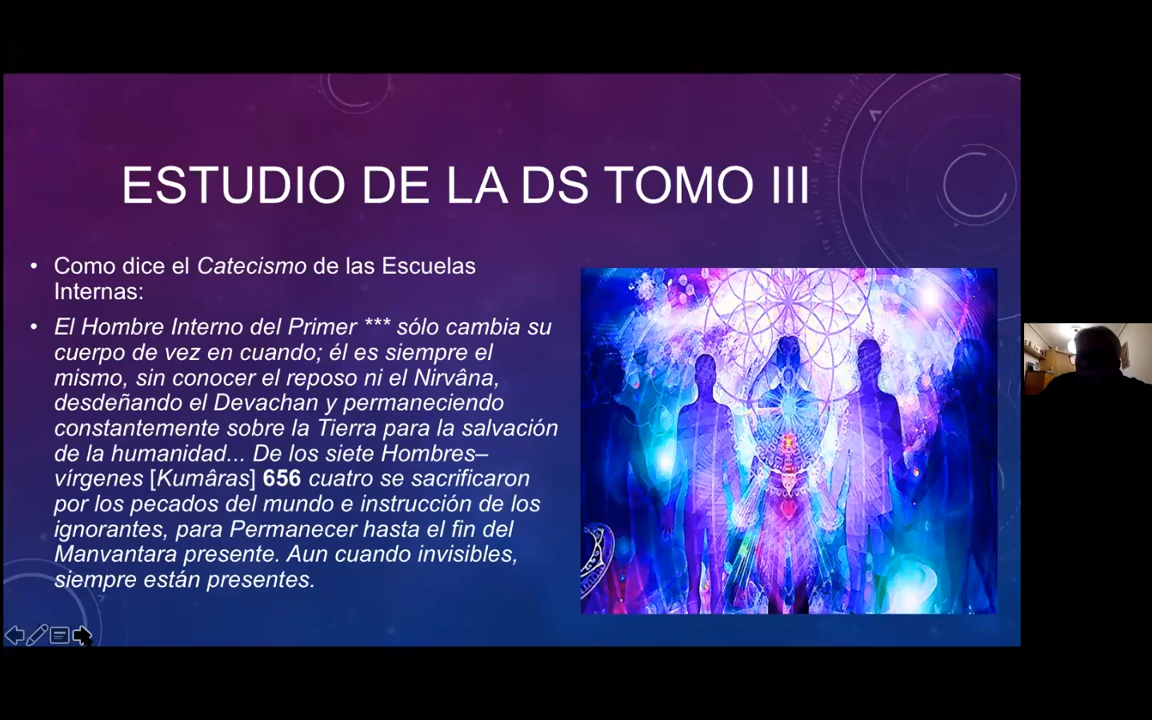 ESTUDIO DE LA DS TOMO III
• Como dice el Catecismo de las Escuelas
Internas:
• El Hombre Interno del Primer *** sólo cambia su
cuerpo de vez en cuando; él es siempre el
mismo, sin conocer el reposo ni el Nirvâna,
desdeñando el Devachan y permaneciendo
constantemente sobre la Tierra para la salvación
de la humanidad... De los siete Hombres–
vírgenes [Kumâras] 656 cuatro se sacrificaron
por los pecados del mundo e instrucción de los
ignorantes, para Permanecer hasta el fin del
Manvantara presente. Aun cuando invisibles,
siempre están presentes.